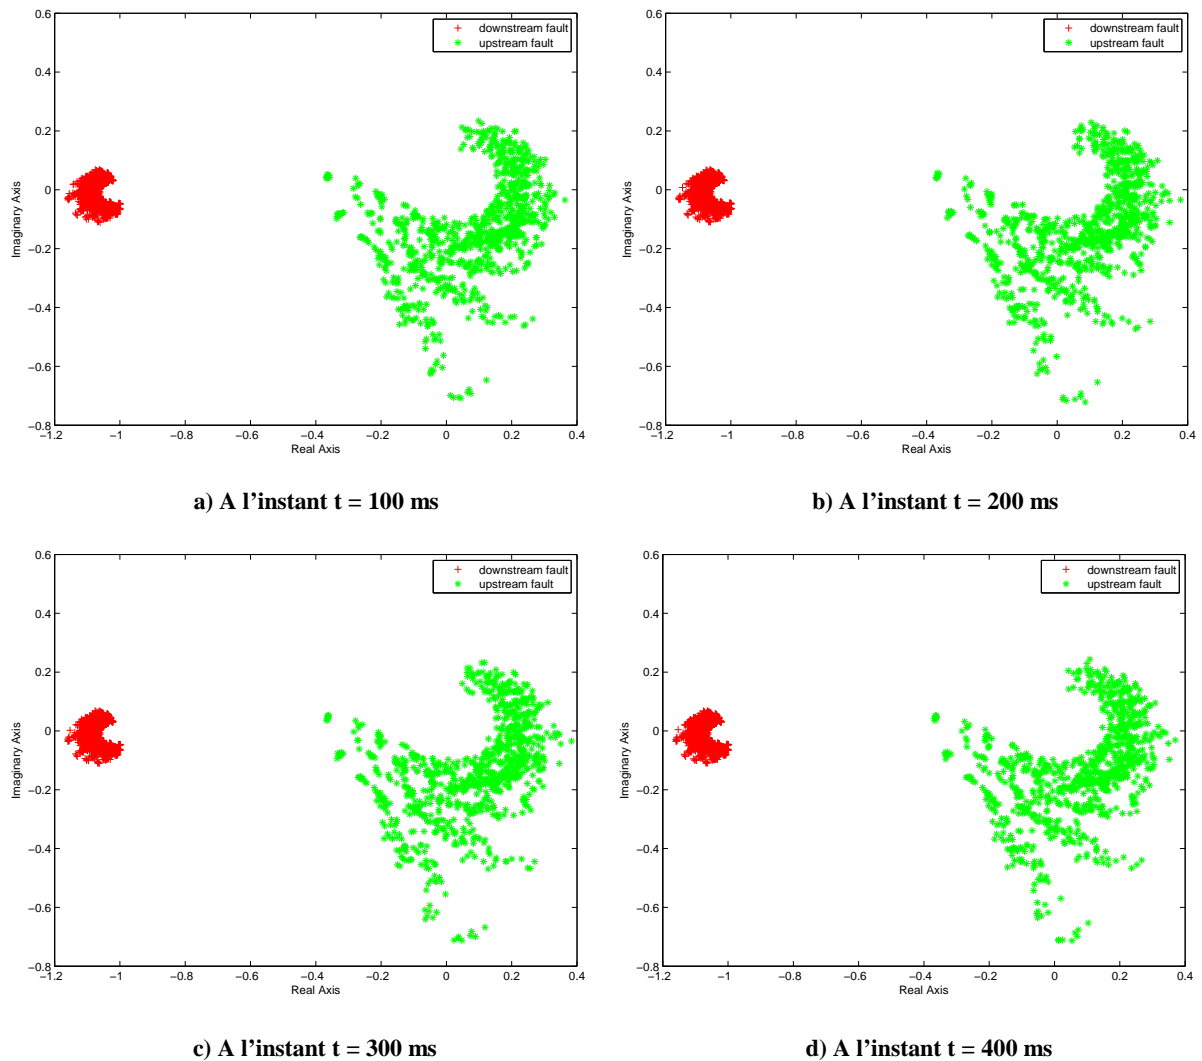 0.6
downstream fault
upstream fault
0.4
0.2
0
−0.2
−0.4
−0.6
−0.8
Imaginary Axis
−1.2 −1 −0.8 −0.6 −0.4 −0.2 0 0.2 0.4
Real Axis
a) A l’instant t = 100 ms
0.6
downstream fault
upstream fault
0.4
0.2
0
−0.2
−0.4
−0.6
−0.8
Imaginary Axis
−1.2 −1 −0.8 −0.6 −0.4 −0.2 0 0.2 0.4
Real Axis
b) A l’instant t = 200 ms
0.6
downstream fault
upstream fault
0.4
0.2
0
−0.2
−0.4
−0.6
−0.8
Imaginary Axis
−1.2 −1 −0.8 −0.6 −0.4 −0.2 0 0.2 0.4
Real Axis
c) A l’instant t = 300 ms
0.6
downstream fault
upstream fault
0.4
0.2
0
−0.2
−0.4
−0.6
−0.8
Imaginary Axis
−1.2 −1 −0.8 −0.6 −0.4 −0.2 0 0.2 0.4
Real Axis
d) A l’instant t = 400 ms